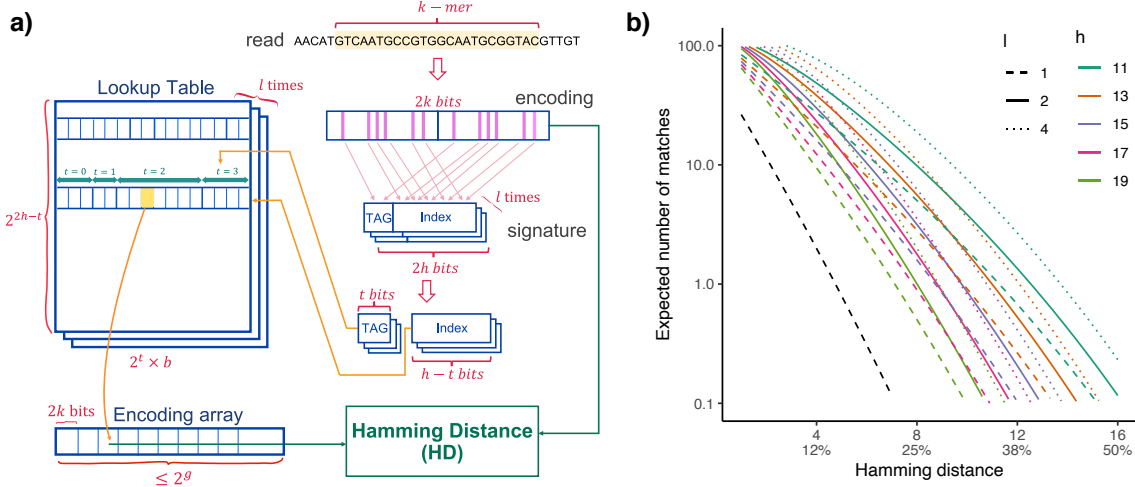 a)
k − mer
read AACATGTCAATGCCGTGGCAATGCGGTACGTTGT
Lookup Table
l times
2^{2h−t}
t = 0 t = 1 t = 2 t = 3
2^t × b
2k bits
encoding
l times
TAG Index
signature
2h bits
t bits
TAG Index
h − t bits
2k bits
Encoding array
≤ 2^g
Hamming Distance
(HD)
b)
Expected number of matches
100.0
10.0
1.0
0.1
l
1
2
4
h
11
13
15
17
19
4 8 12 16
12% 25% 38% 50%
Hamming distance